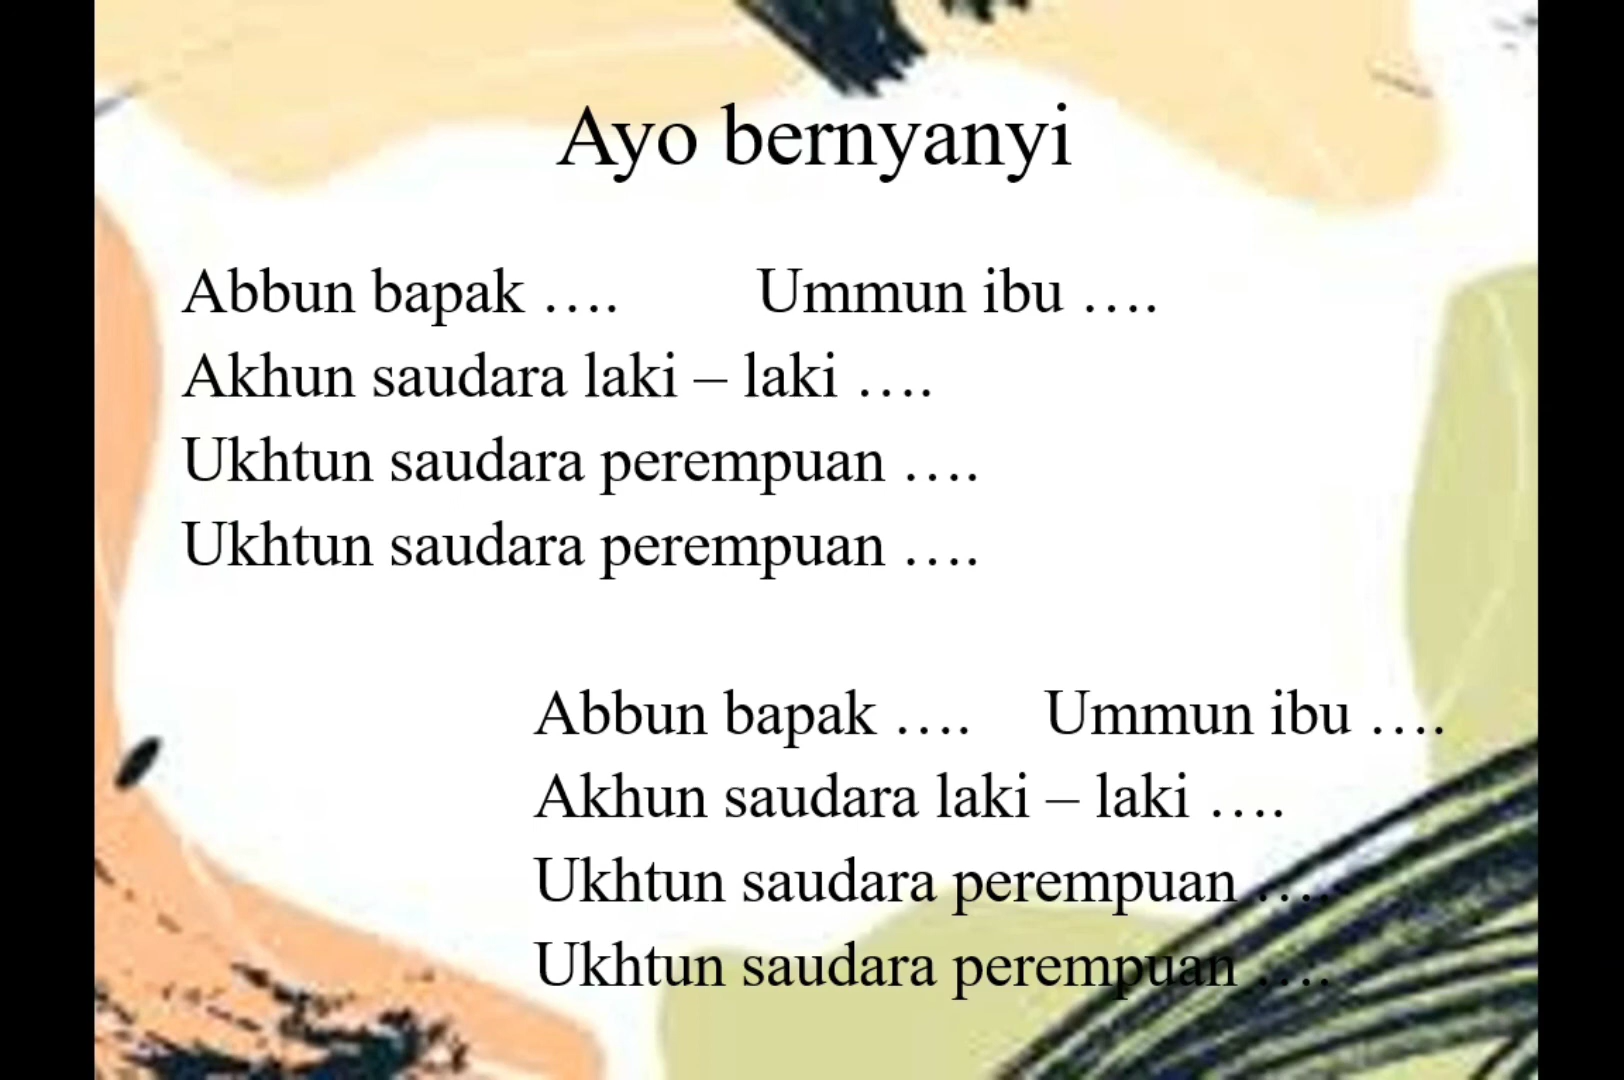 Ayo bernyanyi
Abbun bapak …. Ummun ibu ….
Akhun saudara laki – laki ….
Ukhtun saudara perempuan ….
Ukhtun saudara perempuan ….
Abbun bapak …. Ummun ibu ….
Akhun saudara laki – laki ….
Ukhtun saudara perempuan ….
Ukhtun saudara perempuan ….